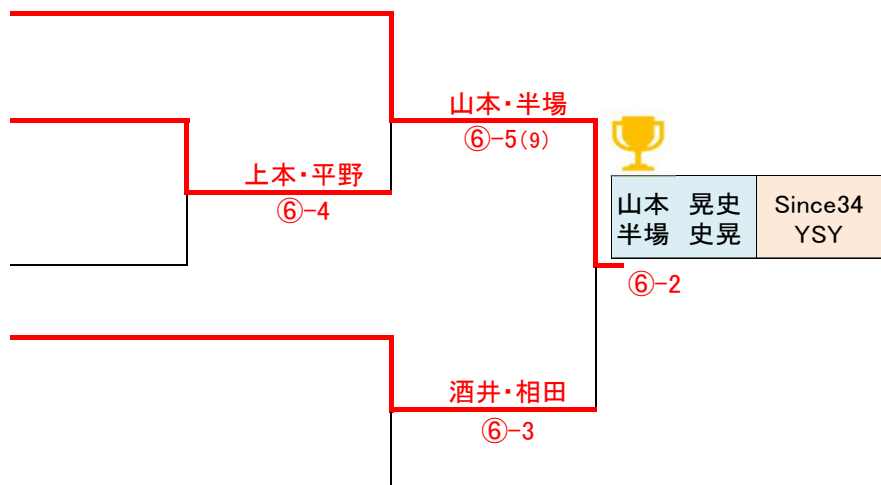 山本・半場
⑥-5(9)
上本・平野
⑥-4
山本 晃史 Since34
半場 史晃 YSY
⑥-2
酒井・相田
⑥-3